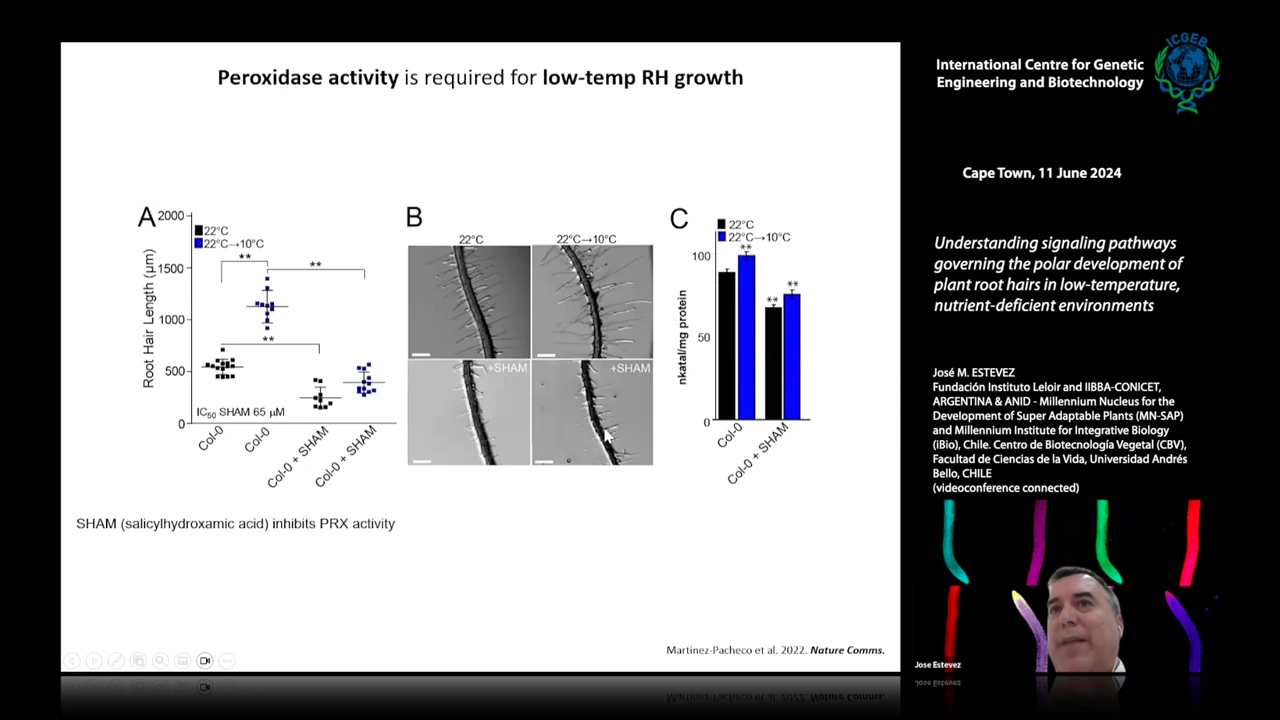 Peroxidase activity is required for low-temp RH growth
A
2000
1500
1000
500
0
Root Hair Length (µm)
22°C
22°C→10°C
**
**
**
IC50 SHAM 65 µM
Col-0
Col-0
Col-0 + SHAM
Col-0 + SHAM
B
22°C
22°C→10°C
+SHAM
+SHAM
C
22°C
22°C→10°C
100
50
0
nkatal/mg protein
**
**
**
Col-0
Col-0 + SHAM
SHAM (salicylhydroxamic acid) inhibits PRX activity
Martinez-Pacheco et al. 2022. Nature Comms.
International Centre for Genetic
Engineering and Biotechnology
ICGEB
Cape Town, 11 June 2024
Understanding signaling pathways
governing the polar development of
plant root hairs in low-temperature,
nutrient-deficient environments
José M. ESTEVEZ
Fundación Instituto Leloir and IIBBA-CONICET,
ARGENTINA & ANID - Millennium Nucleus for the
Development of Super Adaptable Plants (MN-SAP)
and Millennium Institute for Integrative Biology
(iBio), Chile. Centro de Biotecnología Vegetal (CBV),
Facultad de Ciencias de la Vida, Universidad Andrés
Bello, CHILE
(videoconference connected)
Jose Estevez